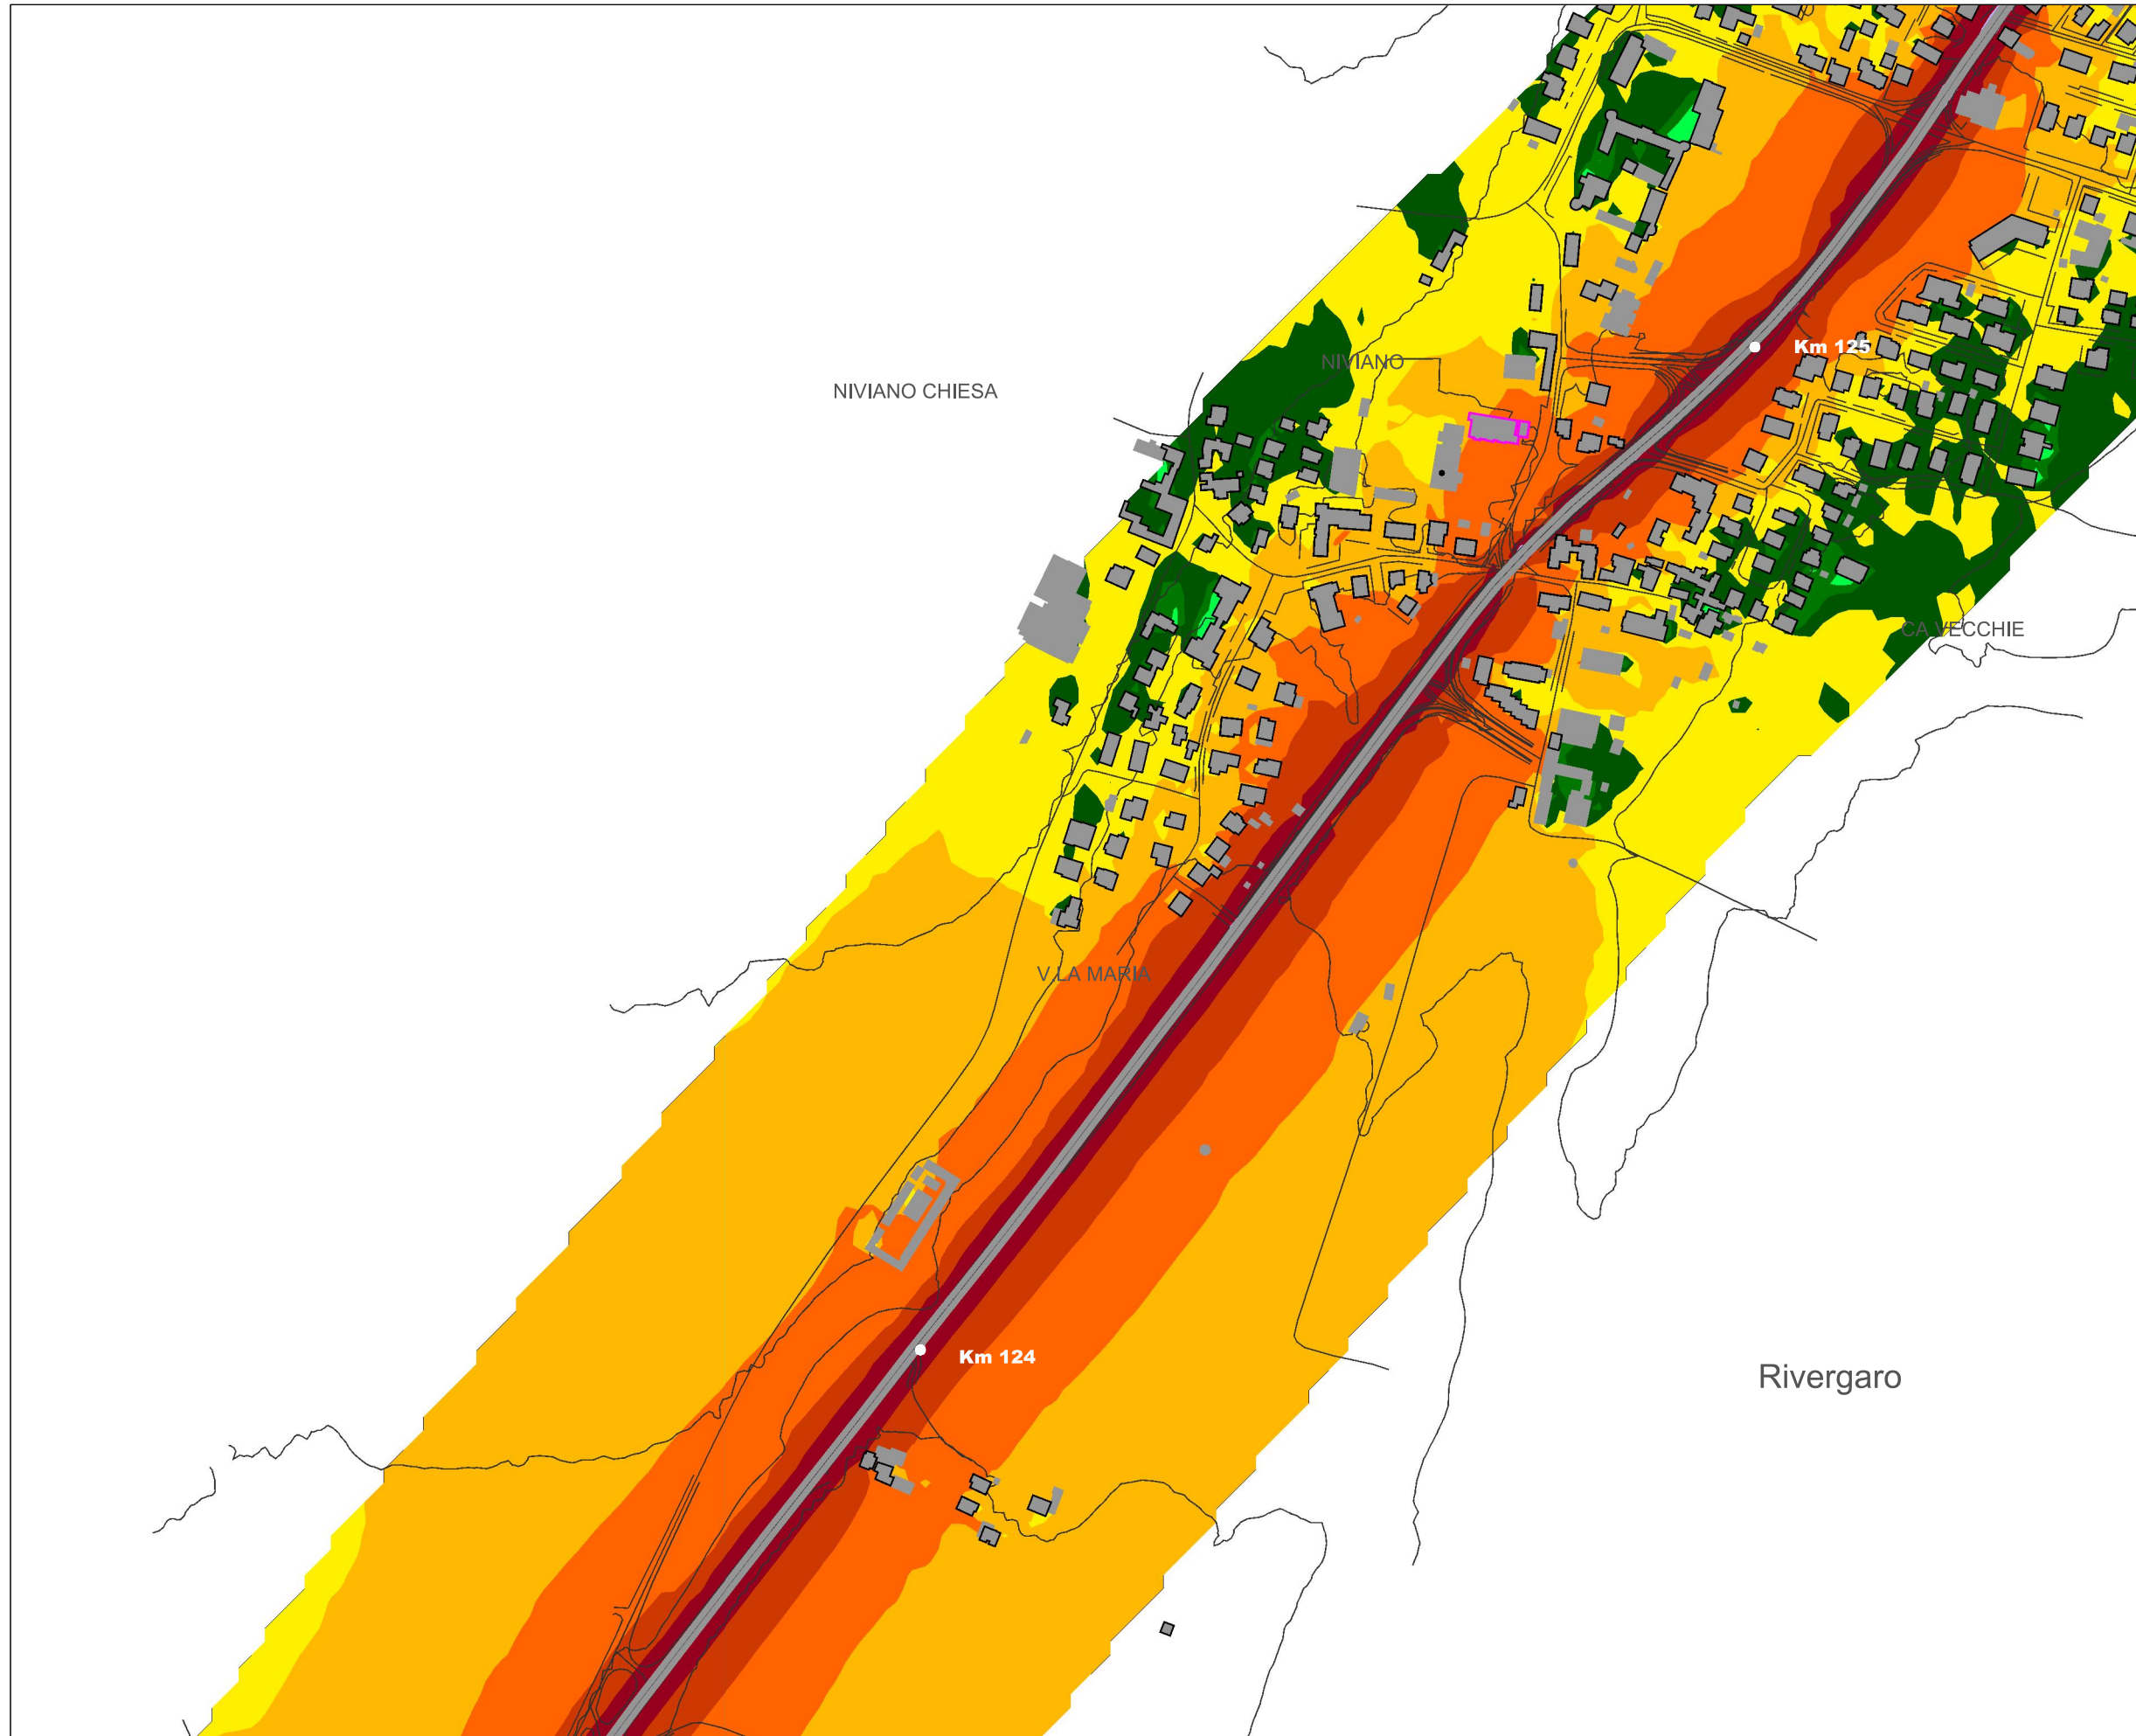 Km 125
NIVIANO
NIVIANO CHIESA
CA VECCHIE
V.LA MARIA
Km 124
Rivergaro